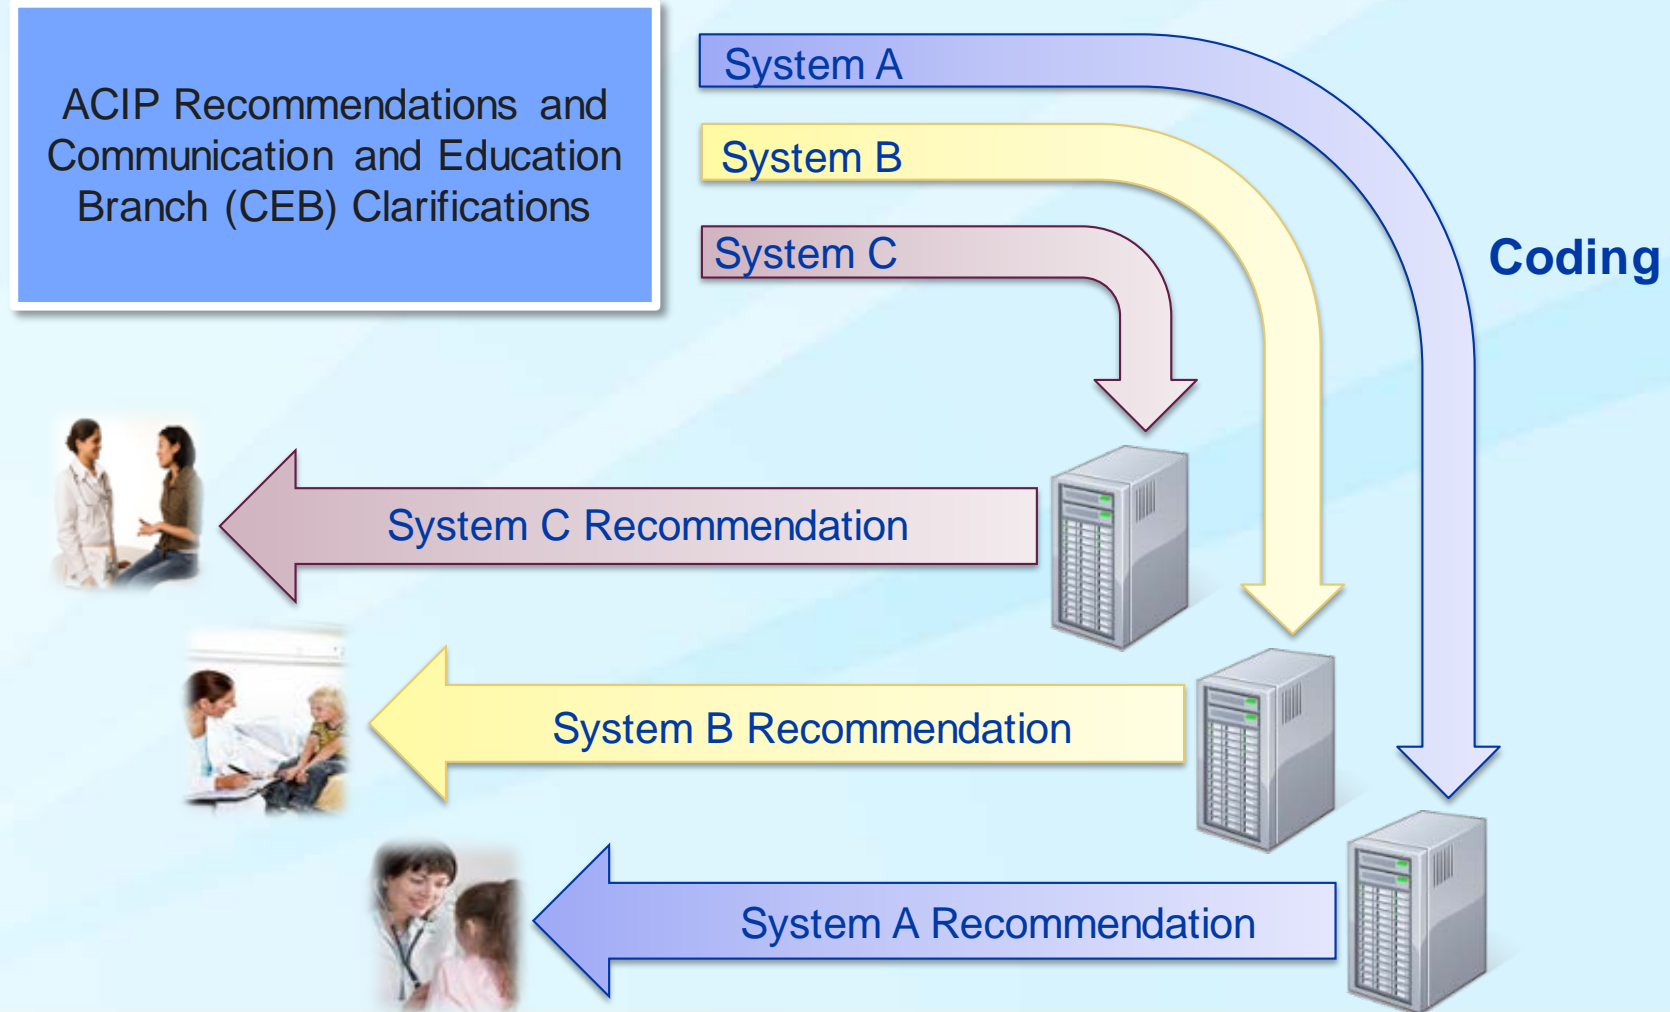 ACIP Recommendations and
Communication and Education
Branch (CEB) Clarifications
System A
System B
System C
Coding
System C Recommendation
System B Recommendation
System A Recommendation